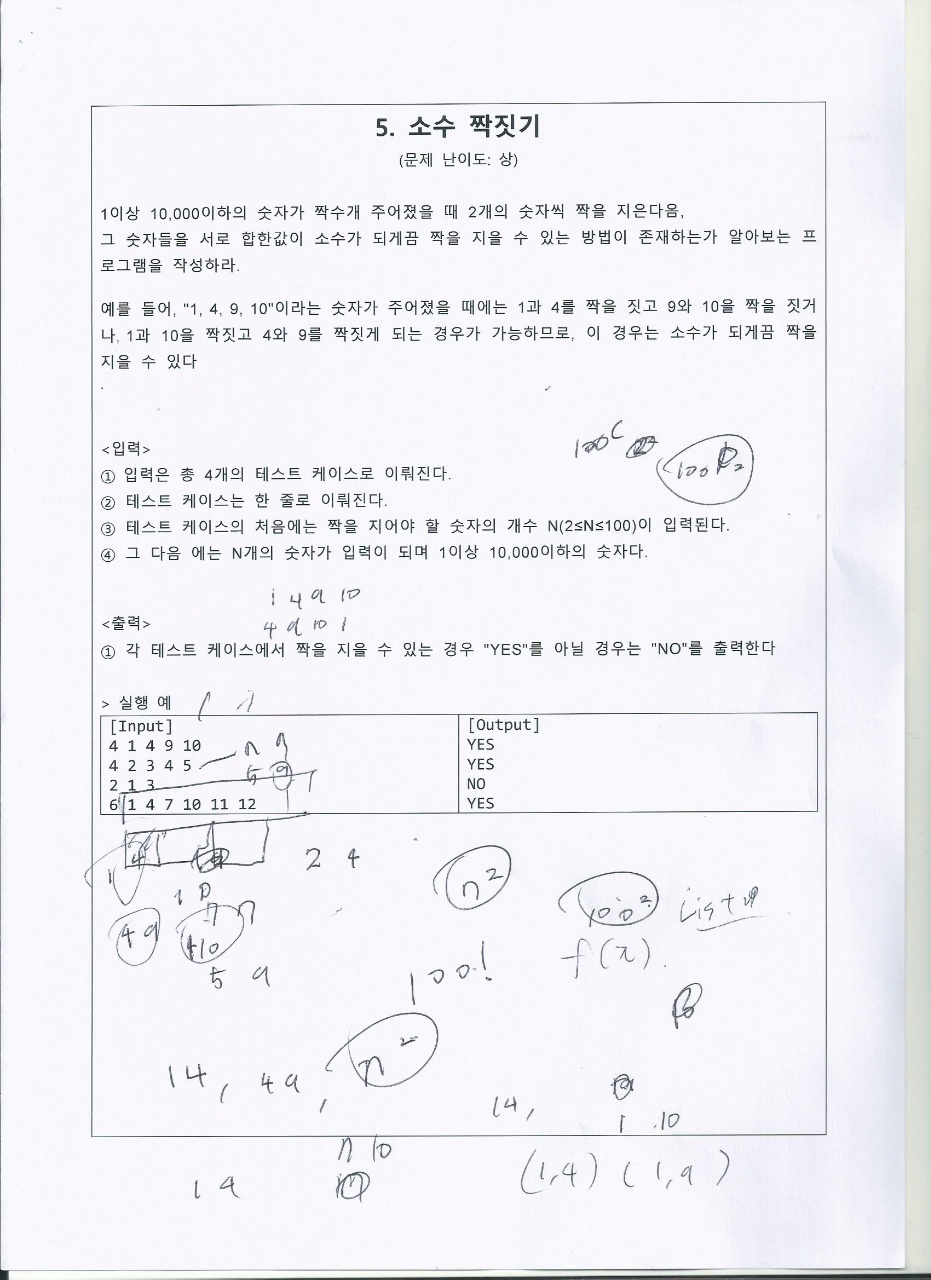 5. 소수 짝짓기
(문제 난이도: 상)
1이상 10,000이하의 숫자가 짝수개 주어졌을 때 2개의 숫자씩 짝을 지은다음,
그 숫자들을 서로 합한값이 소수가 되게끔 짝을 지을 수 있는 방법이 존재하는가 알아보는 프
로그램을 작성하라.
예를 들어, "1, 4, 9, 10"이라는 숫자가 주어졌을 때에는 1과 4를 짝을 짓고 9와 10을 짝을 짓거
나, 1과 10을 짝짓고 4와 9를 짝짓게 되는 경우가 가능하므로, 이 경우는 소수가 되게끔 짝을
지을 수 있다
.
100C
100P2
<입력>
① 입력은 총 4개의 테스트 케이스로 이뤄진다.
② 테스트 케이스는 한 줄로 이뤄진다.
③ 테스트 케이스의 처음에는 짝을 지어야 할 숫자의 개수 N(2≤N≤100)이 입력된다.
④ 그 다음 에는 N개의 숫자가 입력이 되며 1이상 10,000이하의 숫자다.
1 4 9 10
4 9 10 1
<출력>
① 각 테스트 케이스에서 짝을 지을 수 있는 경우 "YES"를 아닐 경우는 "NO"를 출력한다
> 실행 예
[Input] [Output]
4 1 4 9 10 YES
4 2 3 4 5 YES
2 1 3 NO
6 1 4 7 10 11 12 YES
2 4
n²
100²
List
4 9
5 9
100!
f(x).
14, 49,
n²
14,
1 .10
n 10
1 9
(1,4) (1,9)